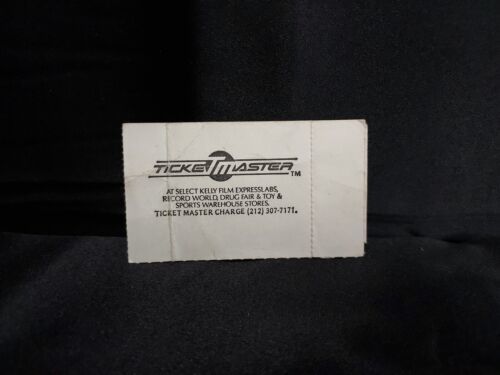 TICKETMASTER TM
AT SELECT KELLY FILM EXPRESSLABS,
RECORD WORLD, DRUG FAIR & TOY &
SPORTS WAREHOUSE STORES.
TICKET MASTER CHARGE (212) 307-7171.